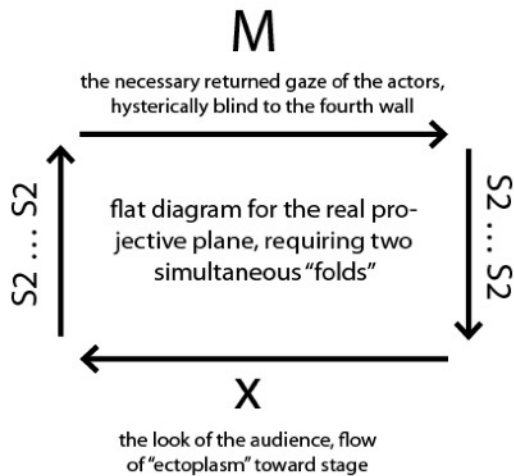 M
the necessary returned gaze of the actors,
hysterically blind to the fourth wall
S2 ... S2
flat diagram for the real pro-
jective plane, requiring two
simultaneous “folds”
S2 .... S2
x
the look of the audience, flow
of “ectoplasm” toward stage